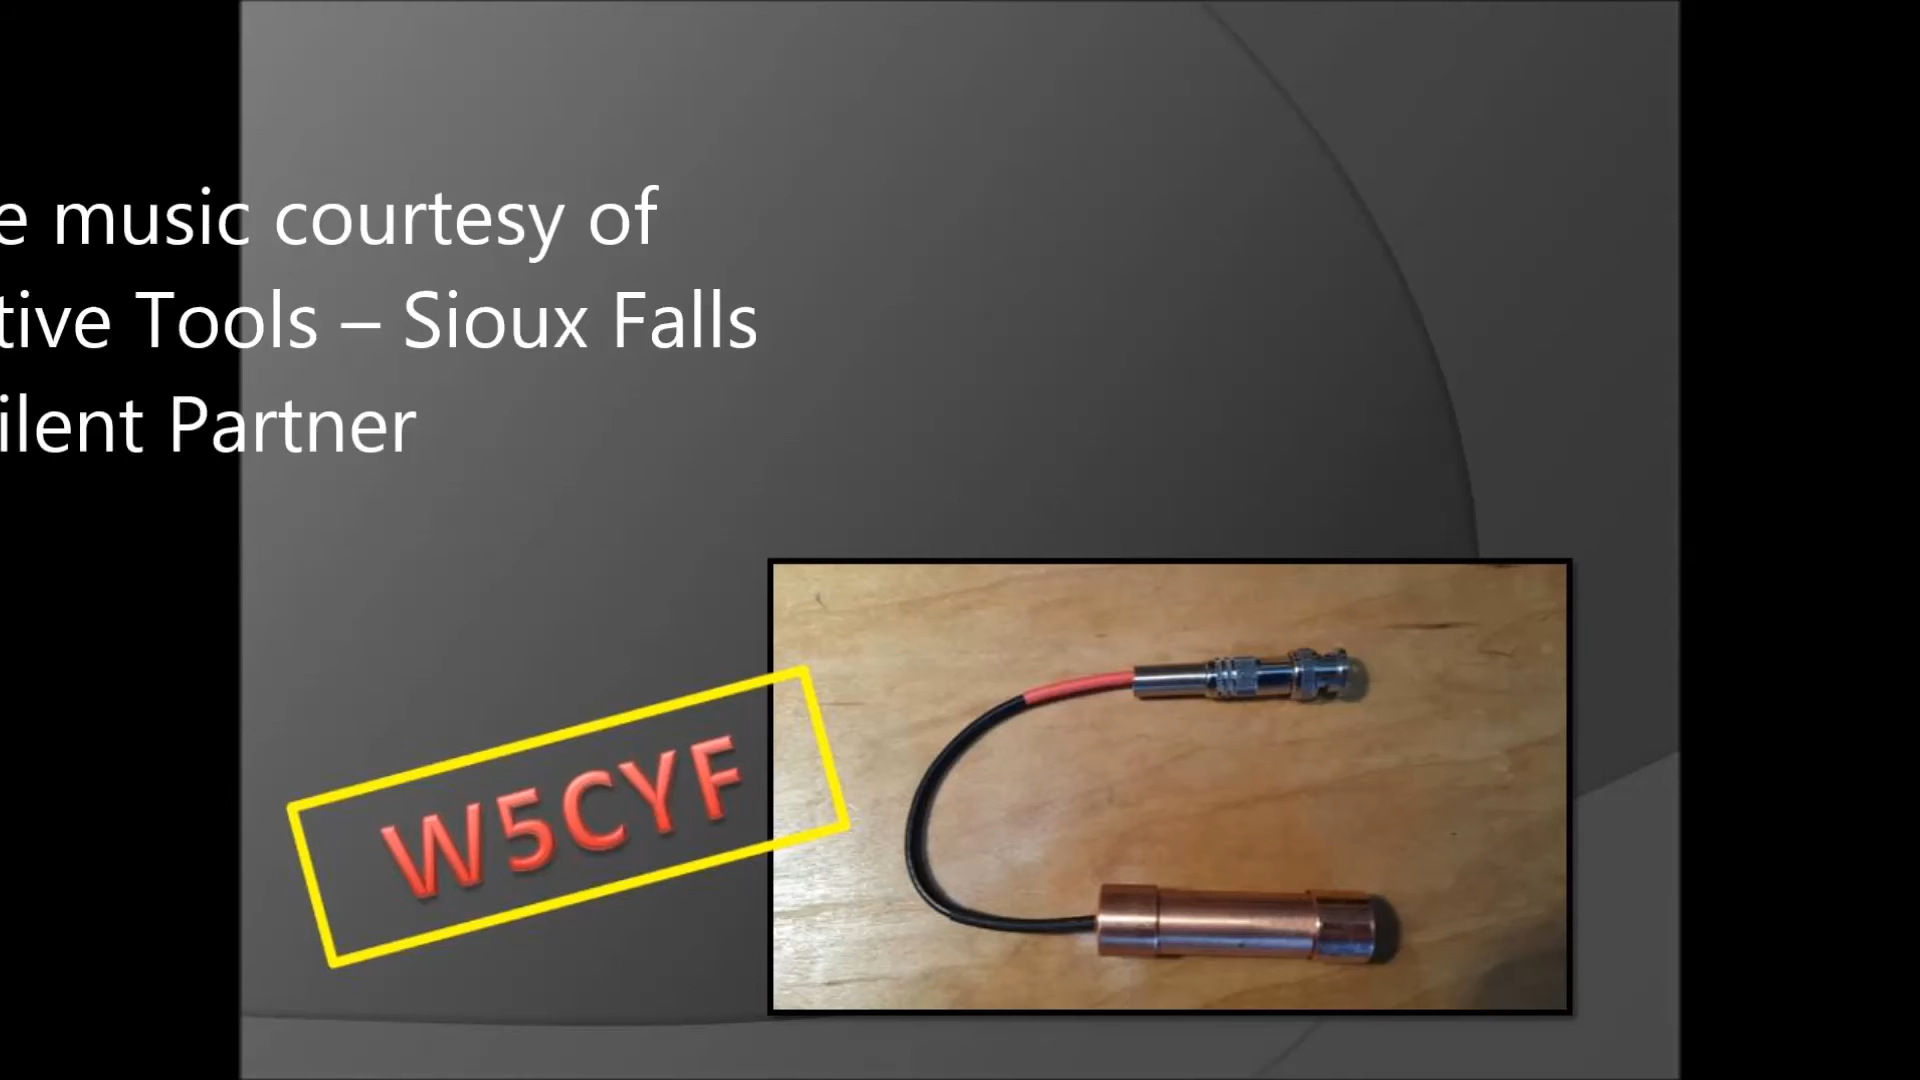 e music courtesy of
tive Tools – Sioux Falls
ilent Partner
W5CYF